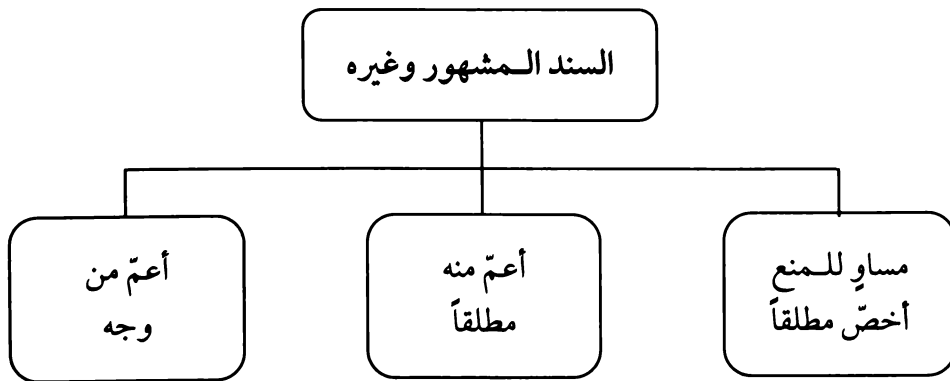 السند المشهور وغيره
مساوٍ للمنع
أخصّ مطلقاً
أعمّ منه
مطلقاً
أعمّ من
وجه